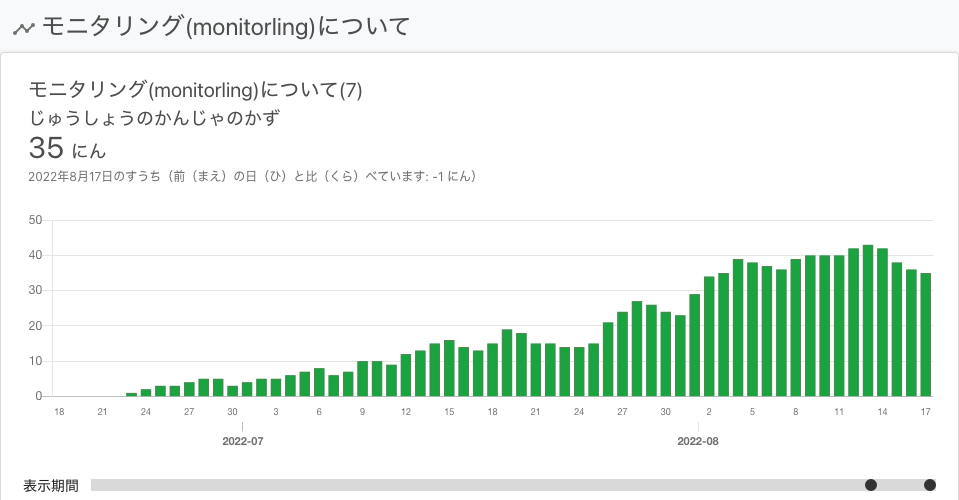 モニタリング(monitorling)について
モニタリング(monitorling)について(7)
じゅうしょうのかんじゃのかず
35 にん
2022年8月17日のすうち（前（まえ）の日（ひ）と比（くら）べています: -1 にん）
50
40
30
20
10
0
18 21 24 27 30 3 6 9 12 15 18 21 24 27 30 2 5 8 11 14 17
2022-07 2022-08
表示期間